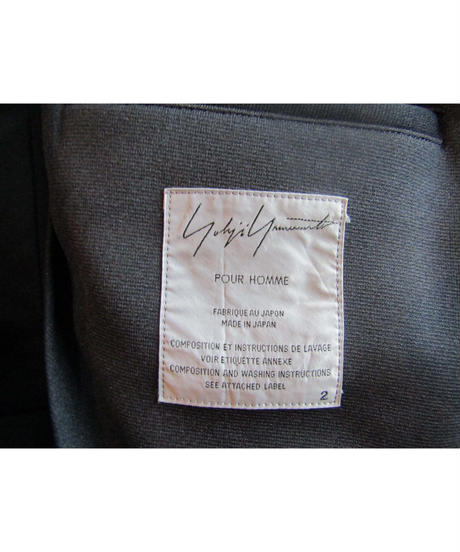 Yohji Yamamoto
POUR HOMME
FABRIQUE AU JAPON
MADE IN JAPAN
COMPOSITION ET INSTRUCTIONS DE LAVAGE
VOIR ETIQUETTE ANNEXE
COMPOSITION AND WASHING INSTRUCTIONS
SEE ATTACHED LABEL
2